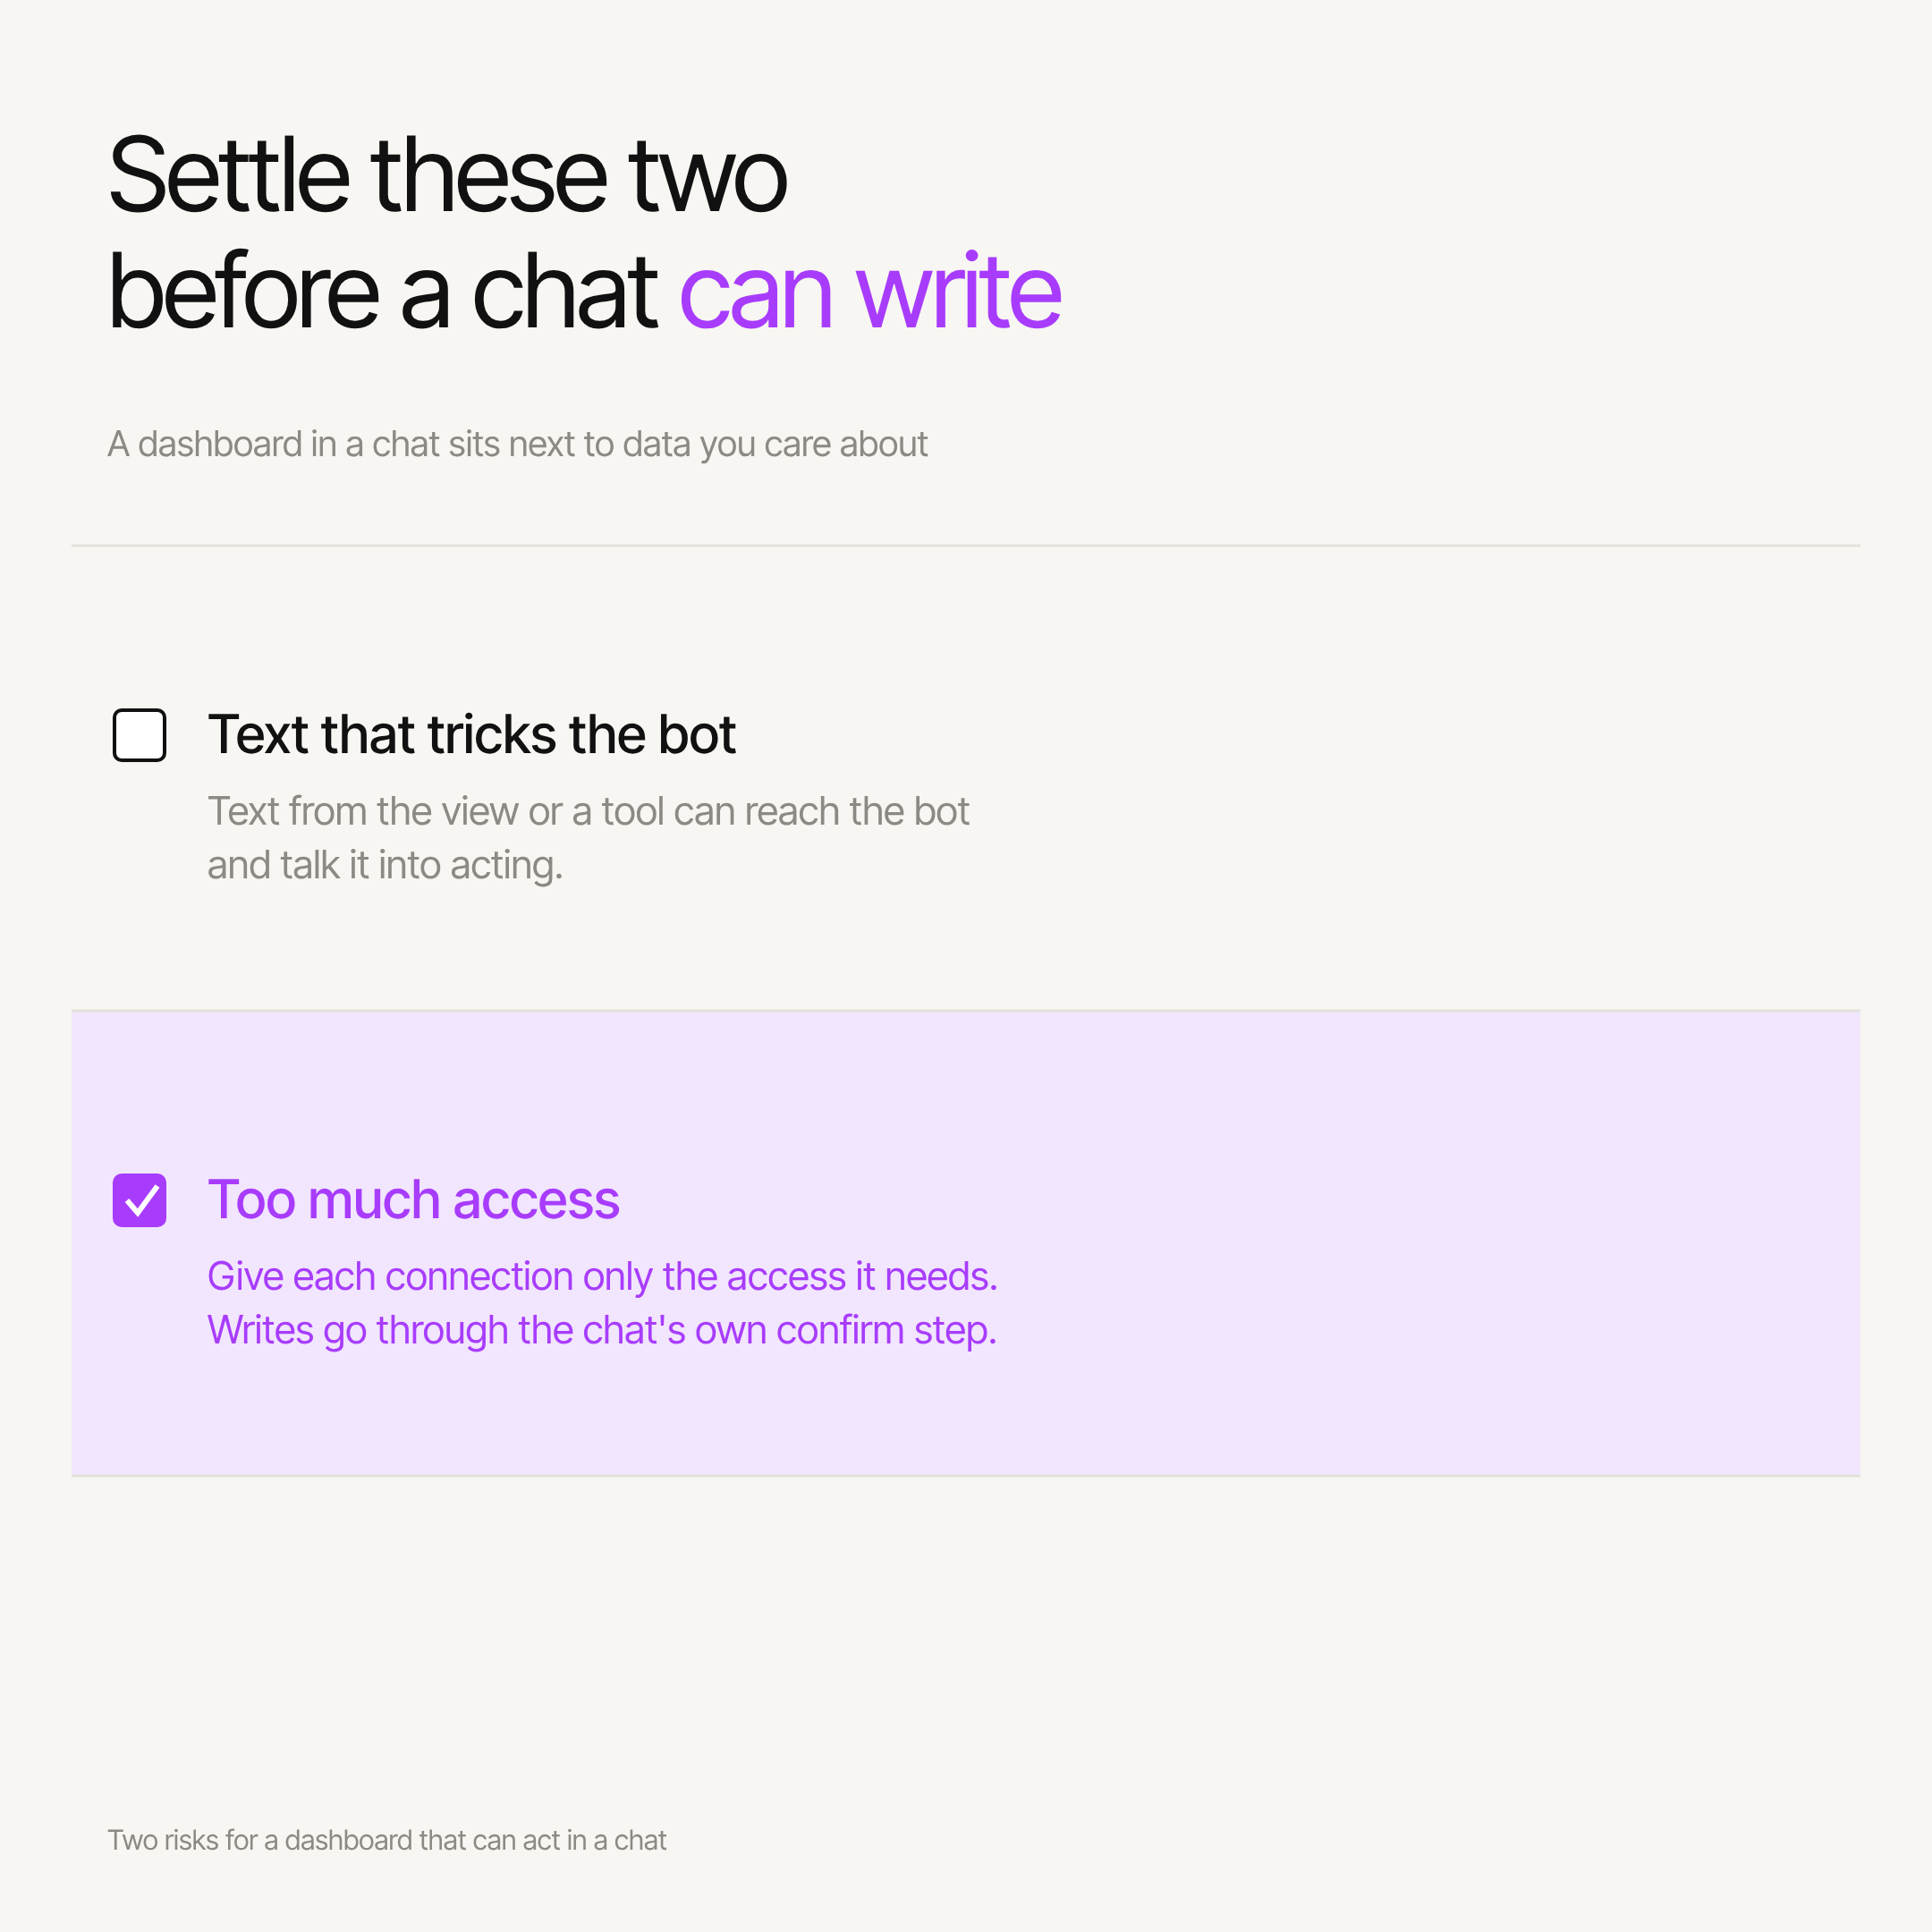 Settle these two
before a chat can write
A dashboard in a chat sits next to data you care about
Text that tricks the bot
Text from the view or a tool can reach the bot
and talk it into acting.
Too much access
Give each connection only the access it needs.
Writes go through the chat's own confirm step.
Two risks for a dashboard that can act in a chat